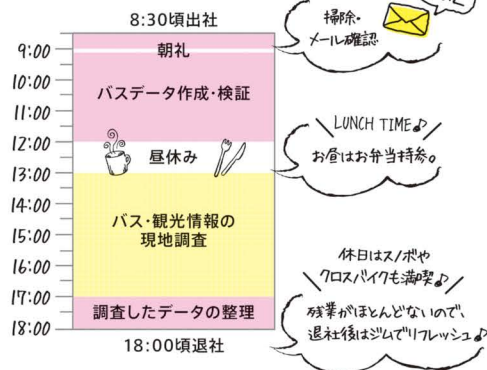 8:30頃出社
掃除・
メール確認
9:00
朝礼
10:00
バスデータ作成・検証
11:00
12:00
昼休み
LUNCH TIME♪
お昼はお弁当持参。
13:00
14:00
バス・観光情報の
現地調査
15:00
16:00
休日はスノボや
クロスバイクも満喫♪
17:00
調査したデータの整理
残業がほとんどないので、
退社後はジムでリフレッシュ♪
18:00
18:00頃退社